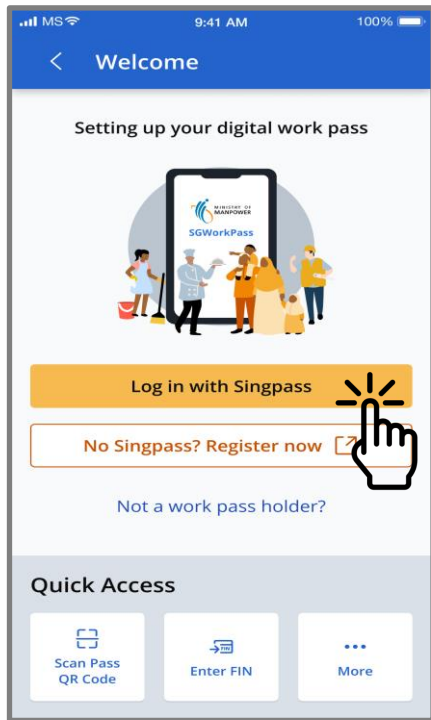 MS 9:41 AM 100%
Welcome
Setting up your digital work pass
MINISTRY OF
MANPOWER
SGWorkPass
Log in with Singpass
No Singpass? Register now
Not a work pass holder?
Quick Access
FIN
Scan Pass
QR Code
Enter FIN
More